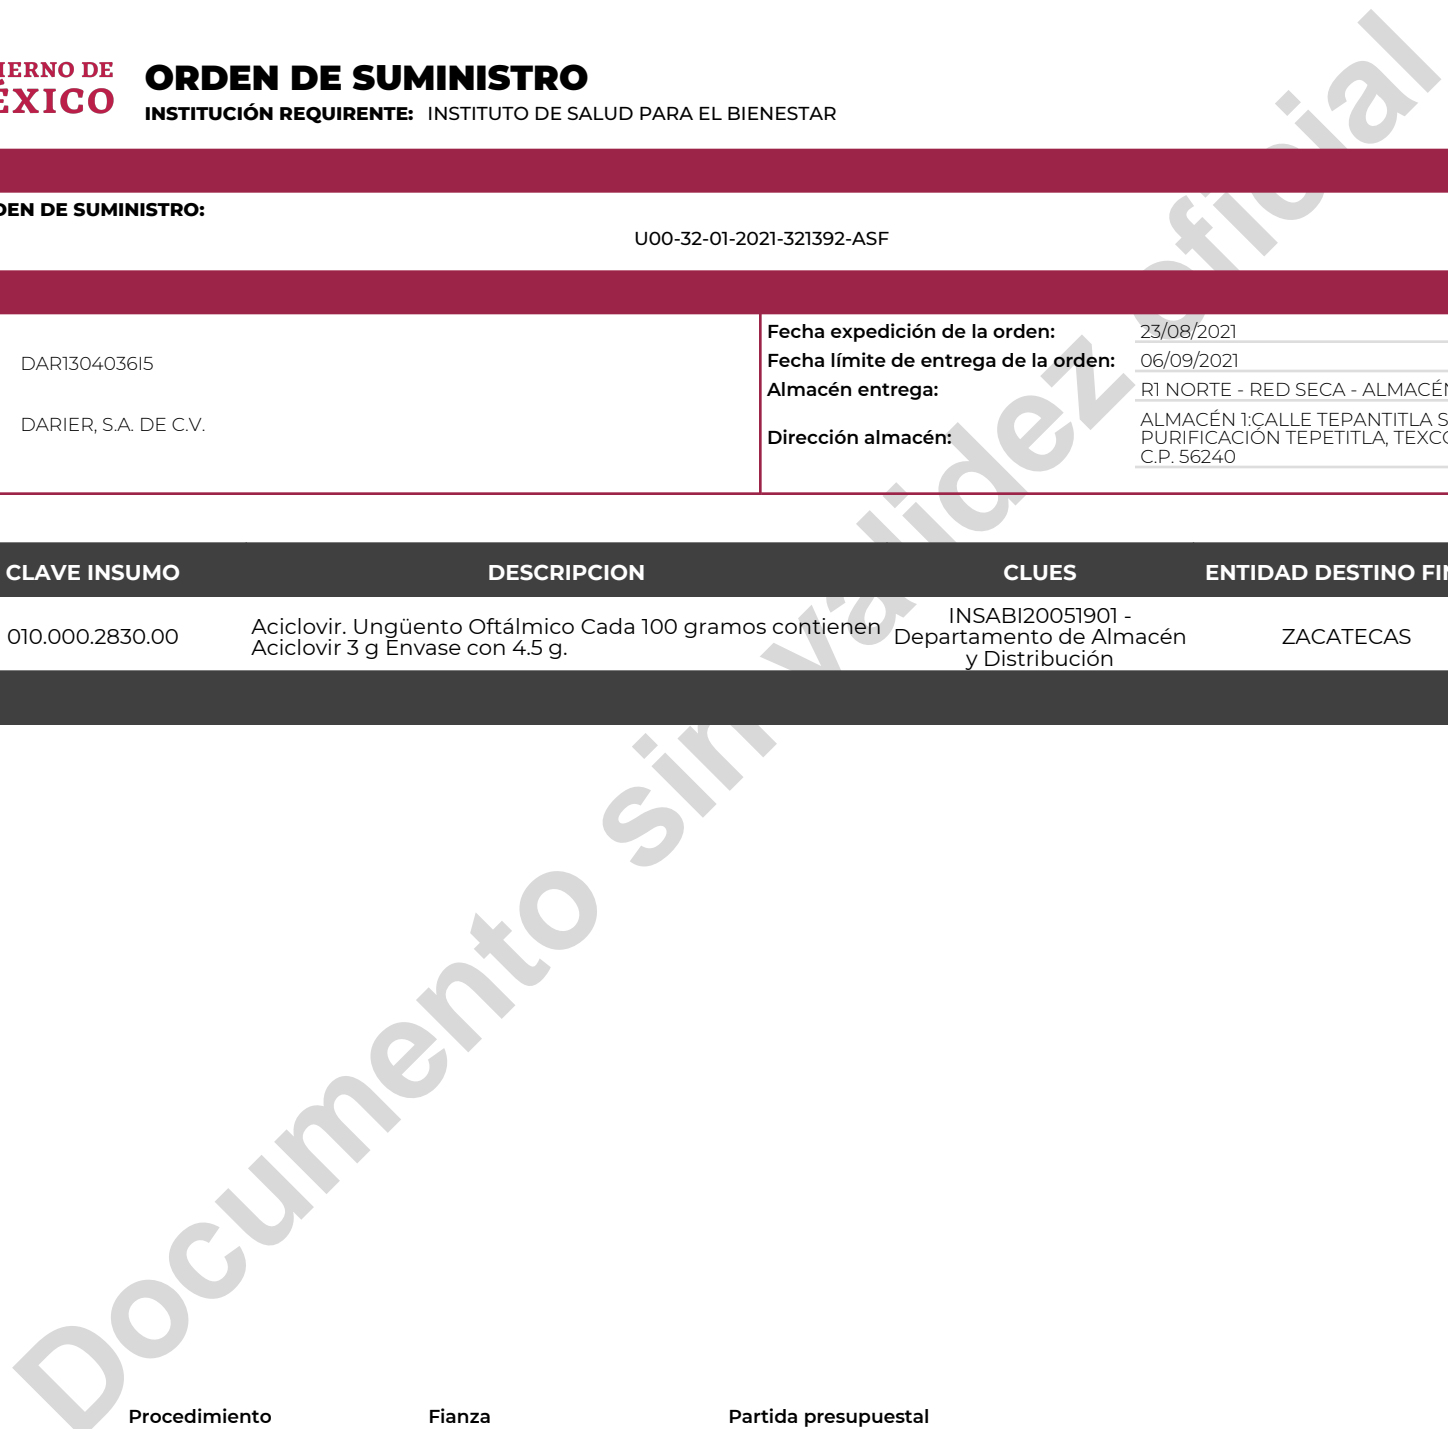 IERNO DE
ÉXICO
ORDEN DE SUMINISTRO
INSTITUCIÓN REQUIRENTE: INSTITUTO DE SALUD PARA EL BIENESTAR
DEN DE SUMINISTRO:
U00-32-01-2021-321392-ASF
DAR1304036I5
DARIER, S.A. DE C.V.
Fecha expedición de la orden: 23/08/2021
Fecha límite de entrega de la orden: 06/09/2021
Almacén entrega: R1 NORTE - RED SECA - ALMACÉN
Dirección almacén: ALMACÉN 1:CALLE TEPANTITLA S
PURIFICACIÓN TEPETITLA, TEXCO
C.P. 56240
CLAVE INSUMO DESCRIPCION CLUES ENTIDAD DESTINO FIN
010.000.2830.00
Aciclovir. Ungüento Oftálmico Cada 100 gramos contienen
Aciclovir 3 g Envase con 4.5 g.
INSABI20051901 -
Departamento de Almacén
y Distribución
ZACATECAS
Documento sin validez oficial
Procedimiento Fianza Partida presupuestal